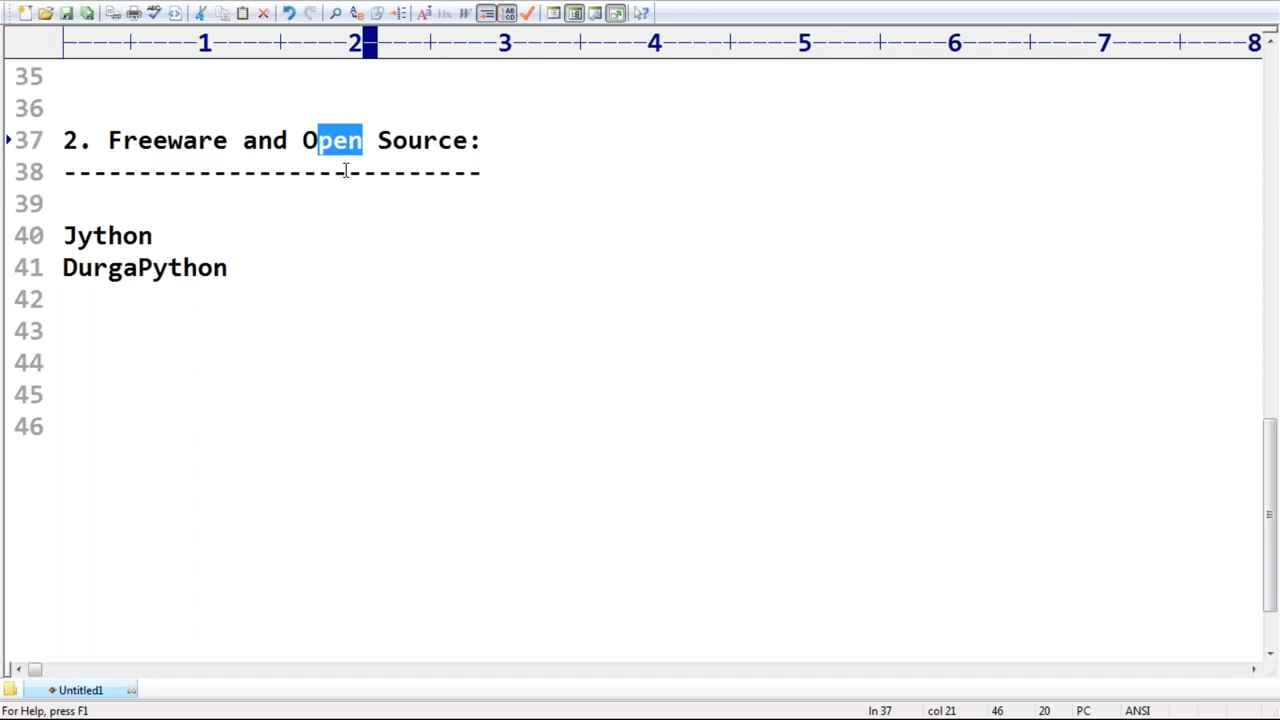 1 2 3 4 5 6 7 8
35
36
37 2. Freeware and Open Source:
38 ----------------------------
39
40 Jython
41 DurgaPython
42
43
44
45
46
Untitled1
For Help, press F1 ln 37 col 21 46 20 PC ANSI